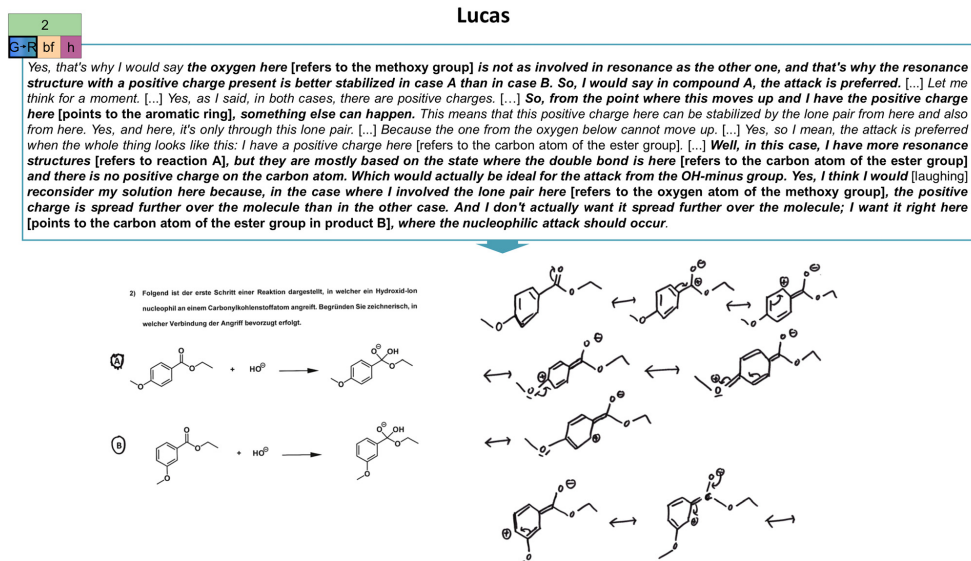 Lucas
2
G→R bf h
Yes, that's why I would say the oxygen here [refers to the methoxy group] is not as involved in resonance as the other one, and that's why the resonance
structure with a positive charge present is better stabilized in case A than in case B. So, I would say in compound A, the attack is preferred. [...] Let me
think for a moment. [...] Yes, as I said, in both cases, there are positive charges. [...] So, from the point where this moves up and I have the positive charge
here [points to the aromatic ring], something else can happen. This means that this positive charge here can be stabilized by the lone pair from here and also
from here. Yes, and here, it's only through this lone pair. [...] Because the one from the oxygen below cannot move up. [...] Yes, so I mean, the attack is preferred
when the whole thing looks like this: I have a positive charge here [refers to the carbon atom of the ester group]. [...] Well, in this case, I have more resonance
structures [refers to reaction A], but they are mostly based on the state where the double bond is here [refers to the carbon atom of the ester group]
and there is no positive charge on the carbon atom. Which would actually be ideal for the attack from the OH-minus group. Yes, I think I would [laughing]
reconsider my solution here because, in the case where I involved the lone pair here [refers to the oxygen atom of the methoxy group], the positive
charge is spread further over the molecule than in the other case. And I don't actually want it spread further over the molecule; I want it right here
[points to the carbon atom of the ester group in product B], where the nucleophilic attack should occur.
2) Folgend ist der erste Schritt einer Reaktion dargestellt, in welcher ein Hydroxid-Ion
nucleophil an einem Carbonylkohlenstoffatom angreift. Begründen Sie zeichnerisch, in
welcher Verbindung der Angriff bevorzugt erfolgt.
A
O O + HO⊖ O⊖ OH O O
B
O O + HO⊖ O⊖ OH O O